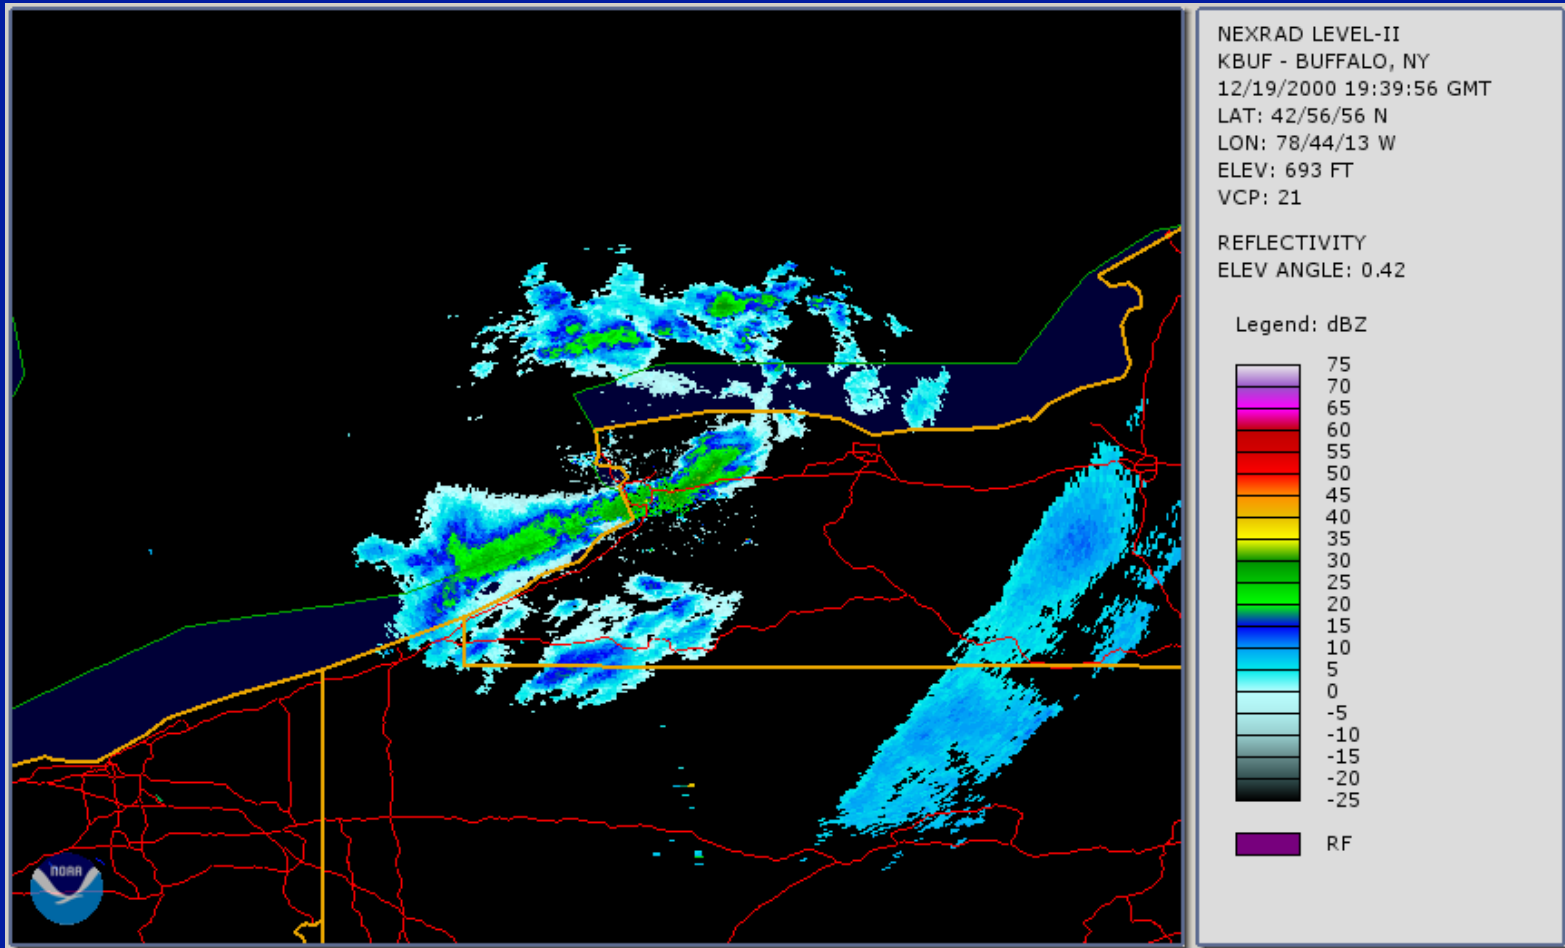 NEXRAD LEVEL-II
KBUF - BUFFALO, NY
12/19/2000 19:39:56 GMT
LAT: 42/56/56 N
LON: 78/44/13 W
ELEV: 693 FT
VCP: 21
REFLECTIVITY
ELEV ANGLE: 0.42
Legend: dBZ
75
70
65
60
55
50
45
40
35
30
25
20
15
10
5
0
-5
-10
-15
-20
-25
RF
NOAA